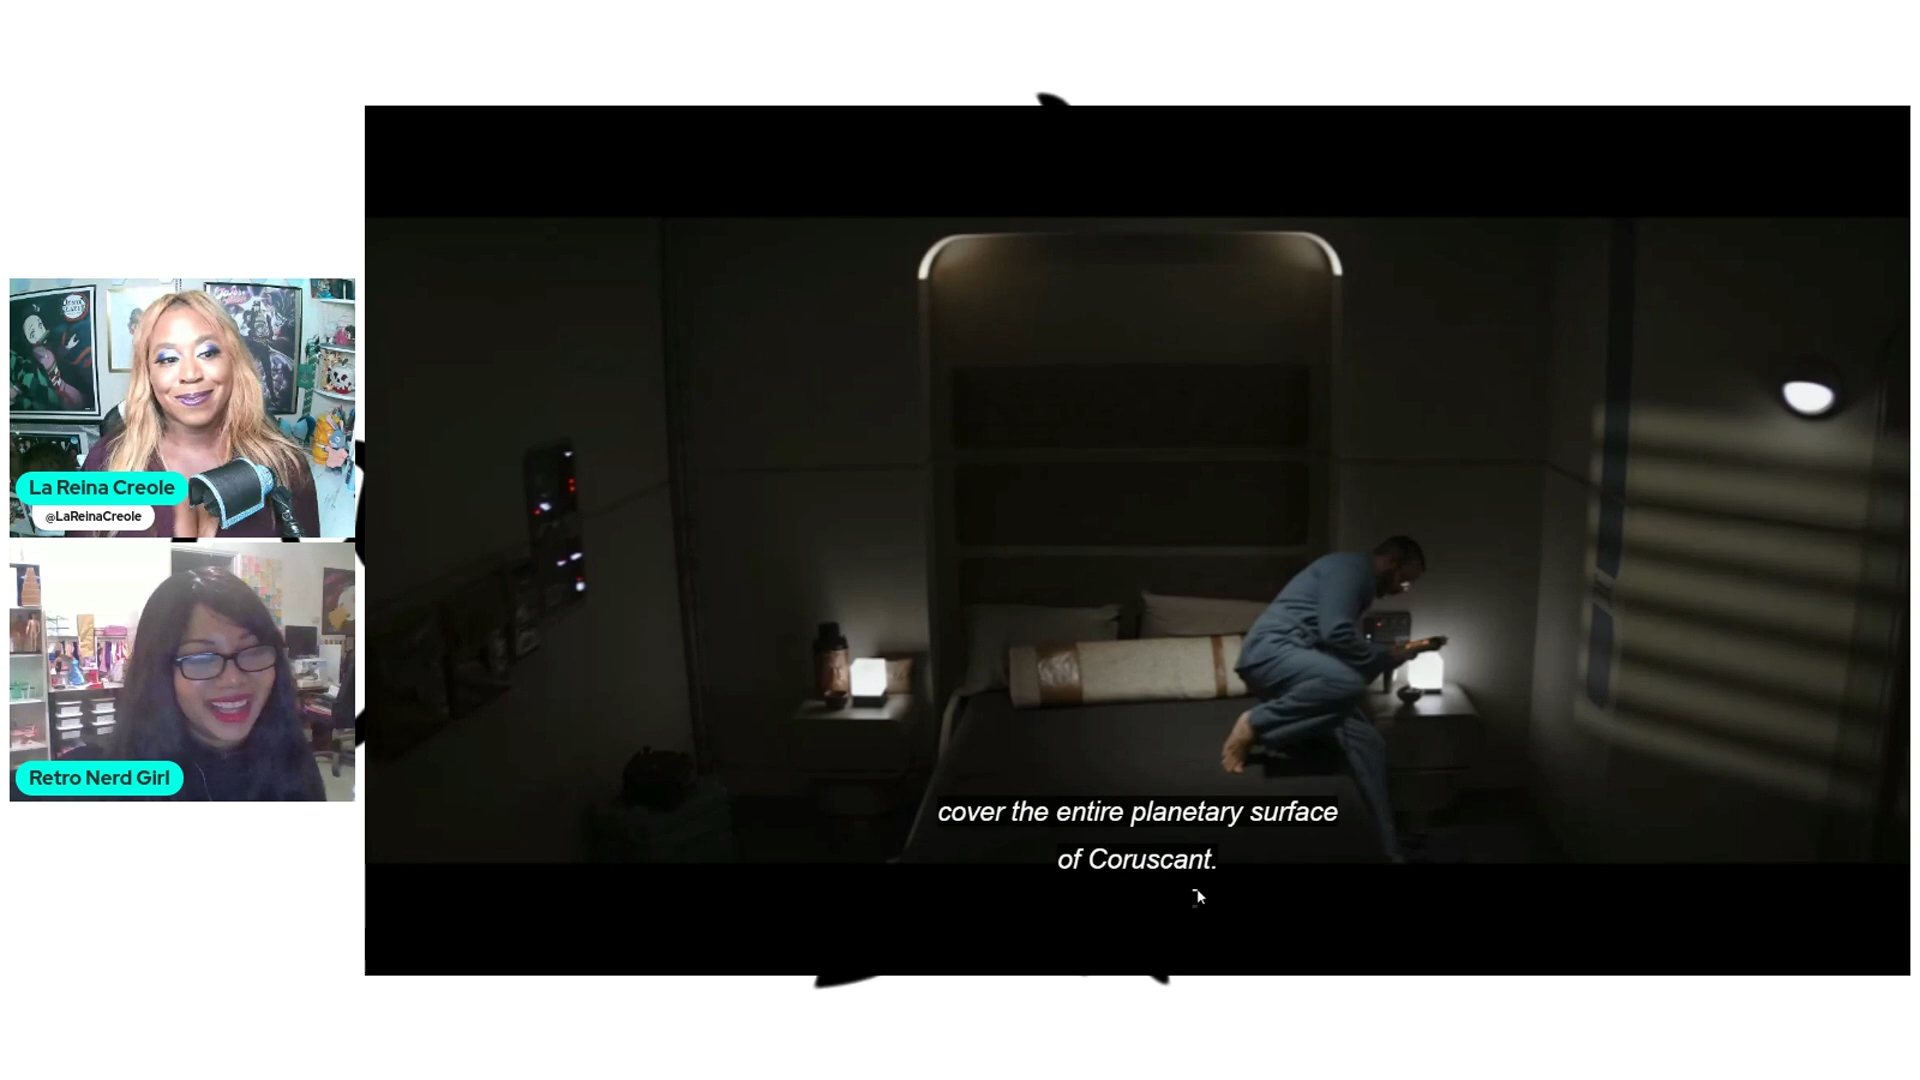 La Reina Creole
@LaReinaCreole
Retro Nerd Girl
cover the entire planetary surface
of Coruscant.